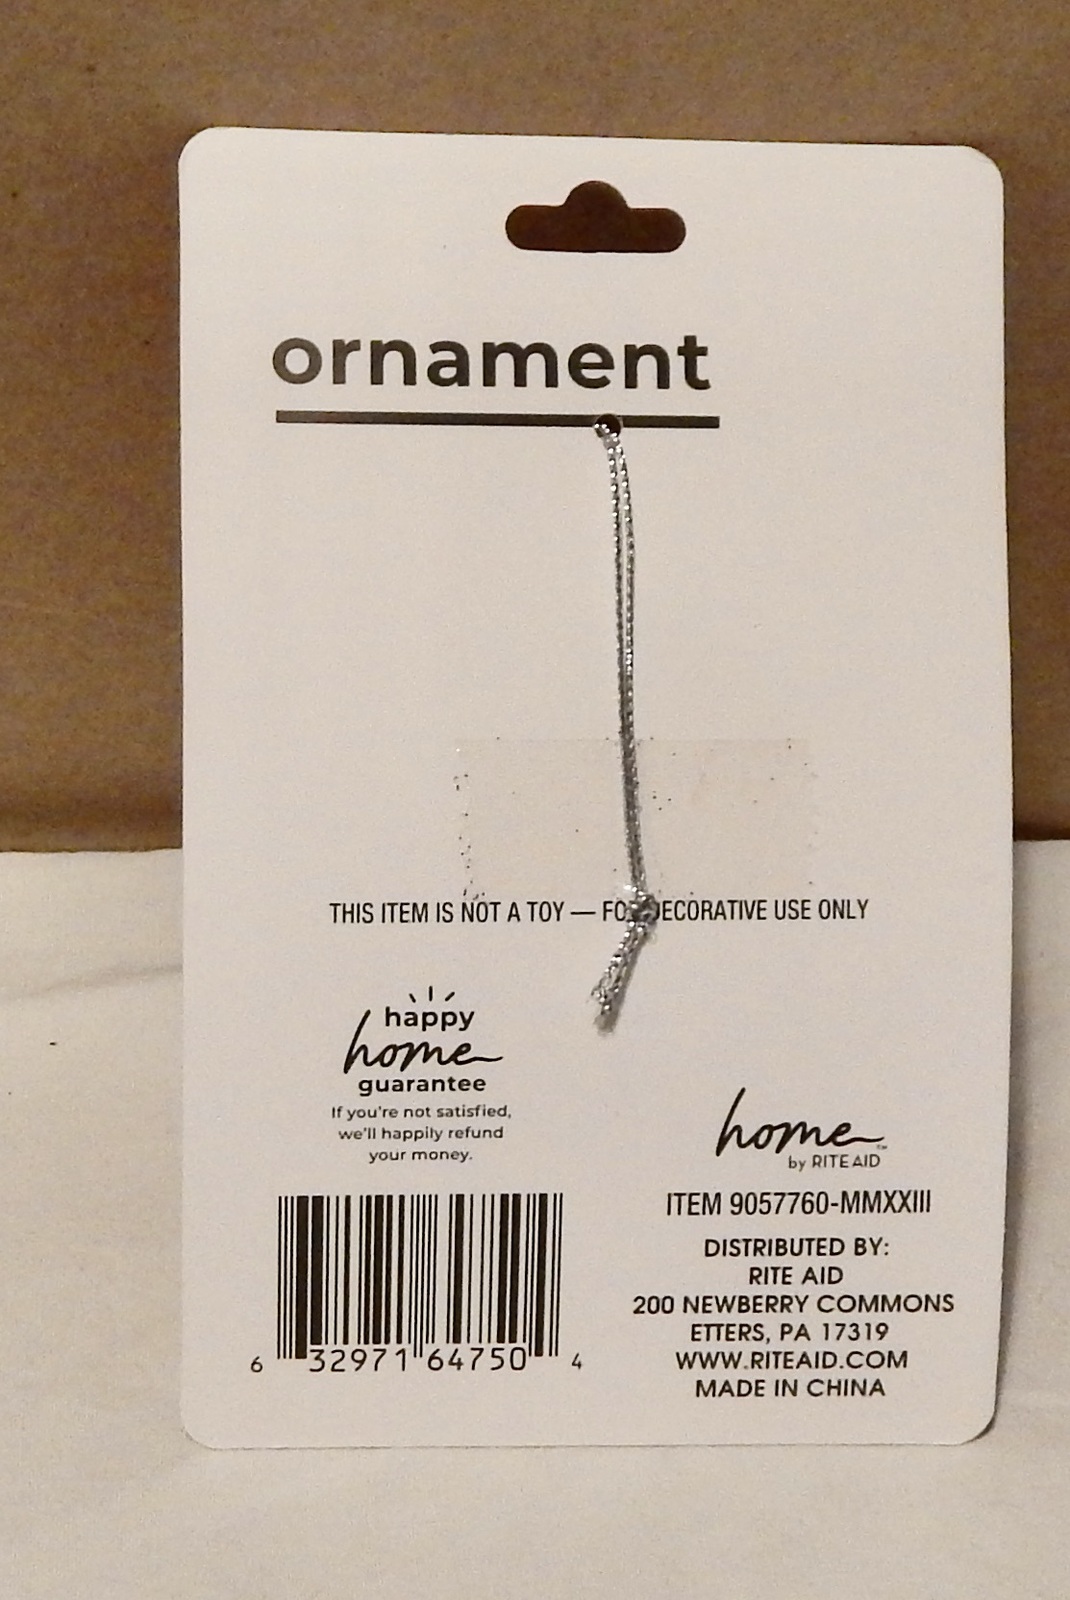 ornament
THIS ITEM IS NOT A TOY — FOR DECORATIVE USE ONLY
happy
home
guarantee
If you're not satisfied,
we'll happily refund
your money.
home™
by RITE AID
ITEM 9057760-MMXXIII
DISTRIBUTED BY:
RITE AID
200 NEWBERRY COMMONS
ETTERS, PA 17319
WWW.RITEAID.COM
MADE IN CHINA
6 32971 64750 4